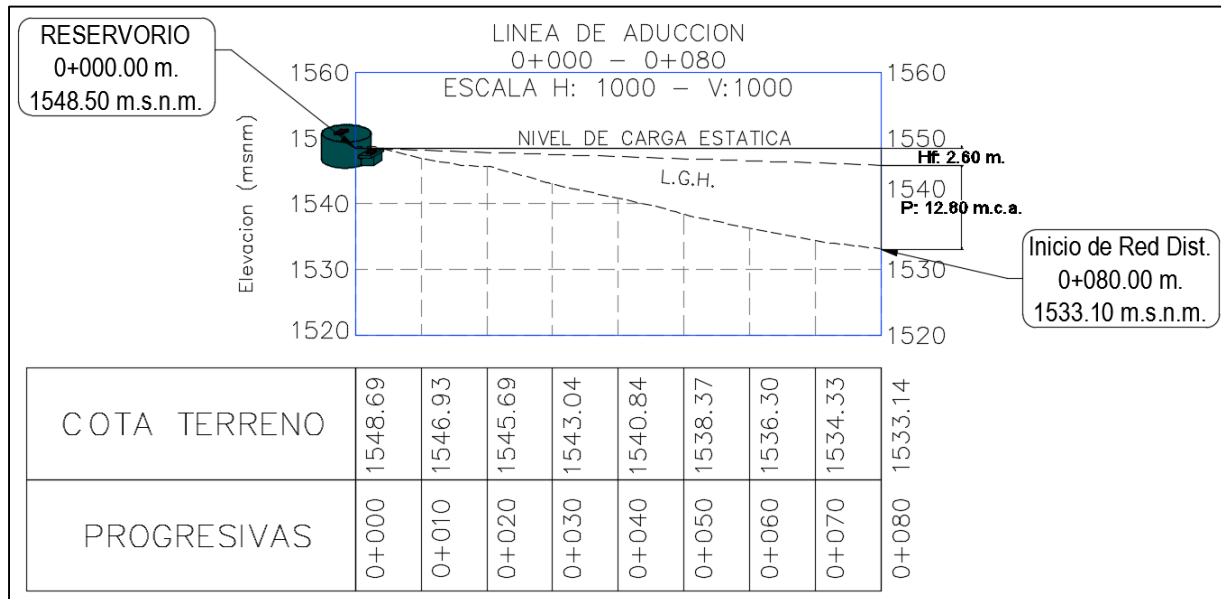 RESERVORIO
0+000.00 m.
1548.50 m.s.n.m.
LINEA DE ADUCCION
0+000 - 0+080
ESCALA H: 1000 - V:1000
1560
1560
NIVEL DE CARGA ESTATICA
1550
Hf: 2.60 m.
L.G.H.
1540
1540
P: 12.80 m.c.a.
1530
1530
1520
1520
Elevacion (msnm)
Inicio de Red Dist.
0+080.00 m.
1533.10 m.s.n.m.
COTA TERRENO 1548.69 1546.93 1545.69 1543.04 1540.84 1538.37 1536.30 1534.33 1533.14
PROGRESIVAS 0+000 0+010 0+020 0+030 0+040 0+050 0+060 0+070 0+080